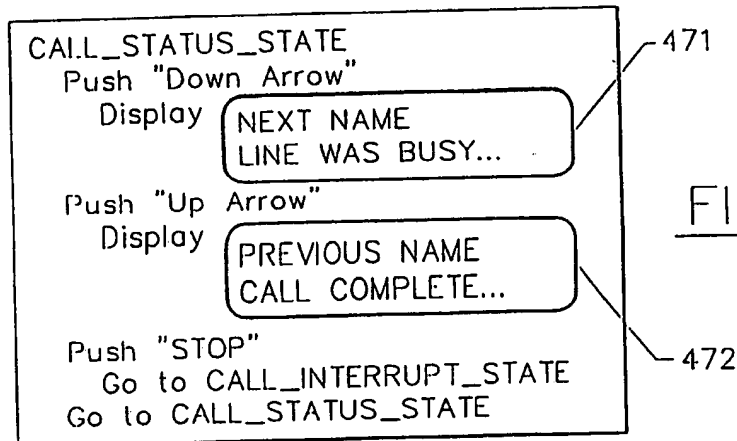 CALL_STATUS_STATE
471
Push "Down Arrow"
Display
NEXT NAME
LINE WAS BUSY...
Push "Up Arrow"
Display
FI
PREVIOUS NAME
CALL COMPLETE...
Push "STOP"
472
Go to CALL_INTERRUPT_STATE
Go to CALL_STATUS_STATE